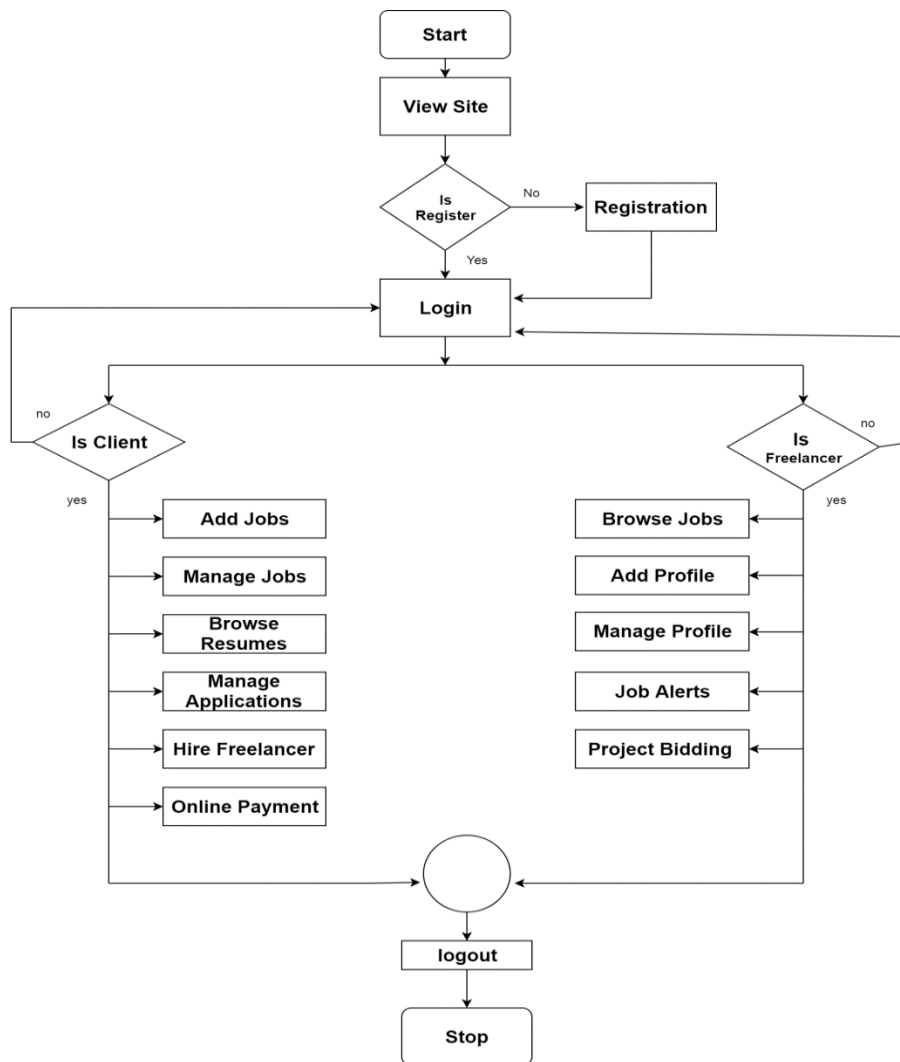 Start
View Site
Is
Register
No
Registration
Yes
Login
no
Is Client
yes
Is
Freelancer
no
yes
Add Jobs
Manage Jobs
Browse
Resumes
Manage
Applications
Hire Freelancer
Online Payment
Browse Jobs
Add Profile
Manage Profile
Job Alerts
Project Bidding
logout
Stop